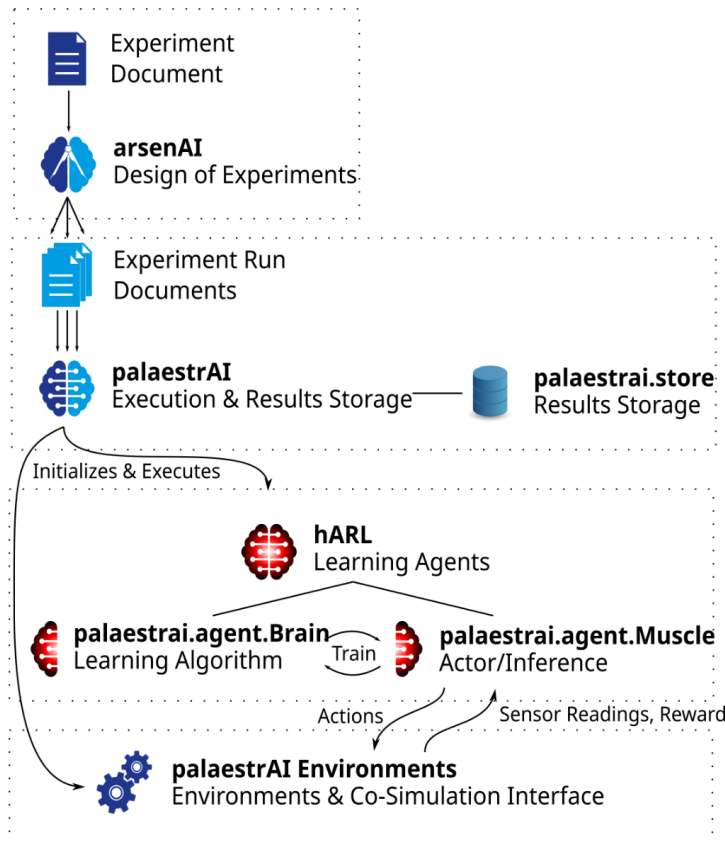 Experiment
Document
arsenAI
Design of Experiments
Experiment Run
Documents
palaestrAI
Execution & Results Storage
palaestrai.store
Results Storage
Initializes & Executes
hARL
Learning Agents
palaestrai.agent.Brain
Learning Algorithm
Train
palaestrai.agent.Muscle
Actor/Inference
Actions
Sensor Readings, Reward
palaestrAI Environments
Environments & Co-Simulation Interface